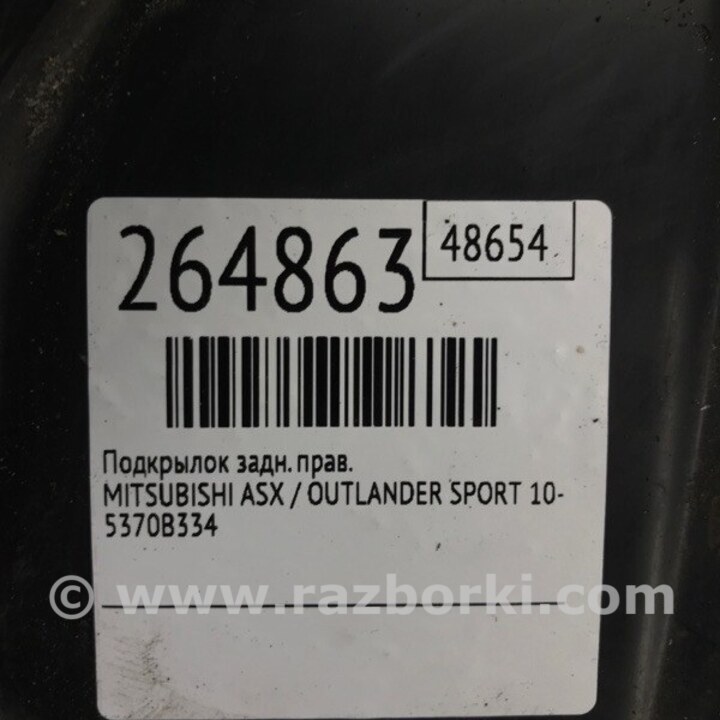 264863
48654
Подкрылок задн. прав.
MITSUBISHI ASX / OUTLANDER SPORT 10-
5370B334
© www.razborki.com